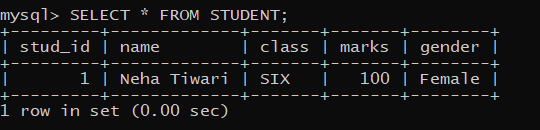 mysql> SELECT * FROM STUDENT;
+---------+-------------+-------+-------+--------+
| stud_id | name        | class | marks | gender |
+---------+-------------+-------+-------+--------+
|       1 | Neha Tiwari | SIX   |   100 | Female |
+---------+-------------+-------+-------+--------+
1 row in set (0.00 sec)